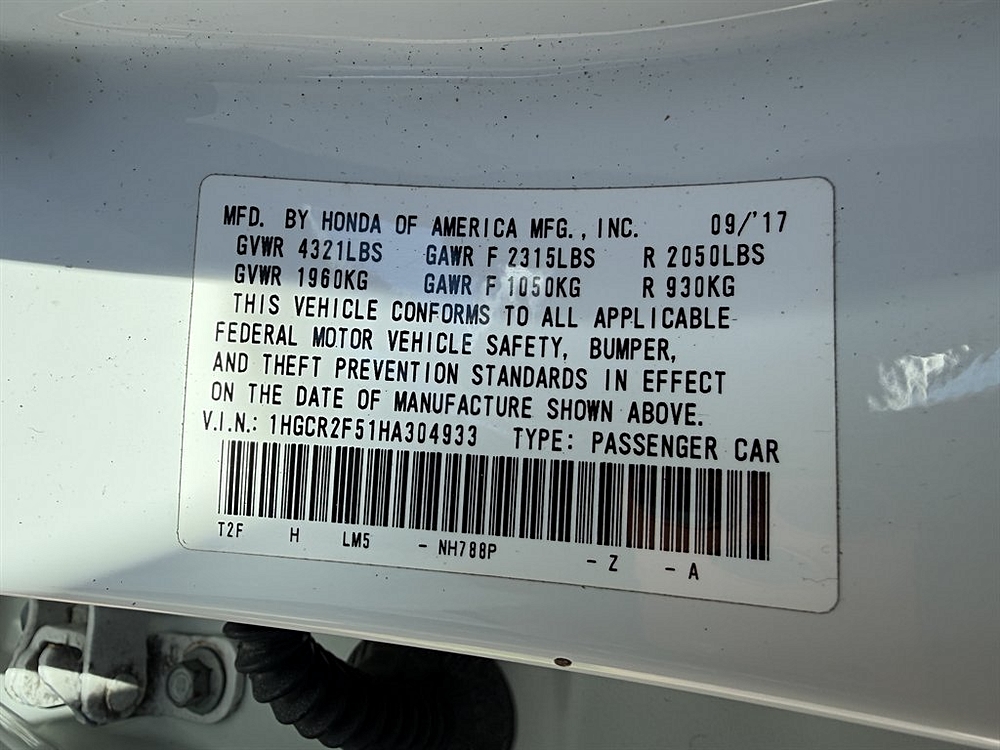 MFD. BY HONDA OF AMERICA MFG., INC. 09/'17
GVWR 4321LBS GAWR F 2315LBS R 2050LBS
GVWR 1960KG GAWR F 1050KG R 930KG
THIS VEHICLE CONFORMS TO ALL APPLICABLE
FEDERAL MOTOR VEHICLE SAFETY, BUMPER,
AND THEFT PREVENTION STANDARDS IN EFFECT
ON THE DATE OF MANUFACTURE SHOWN ABOVE.
V.I.N.: 1HGCR2F51HA304933 TYPE: PASSENGER CAR
T2F H LM5 - NH788P - Z - A